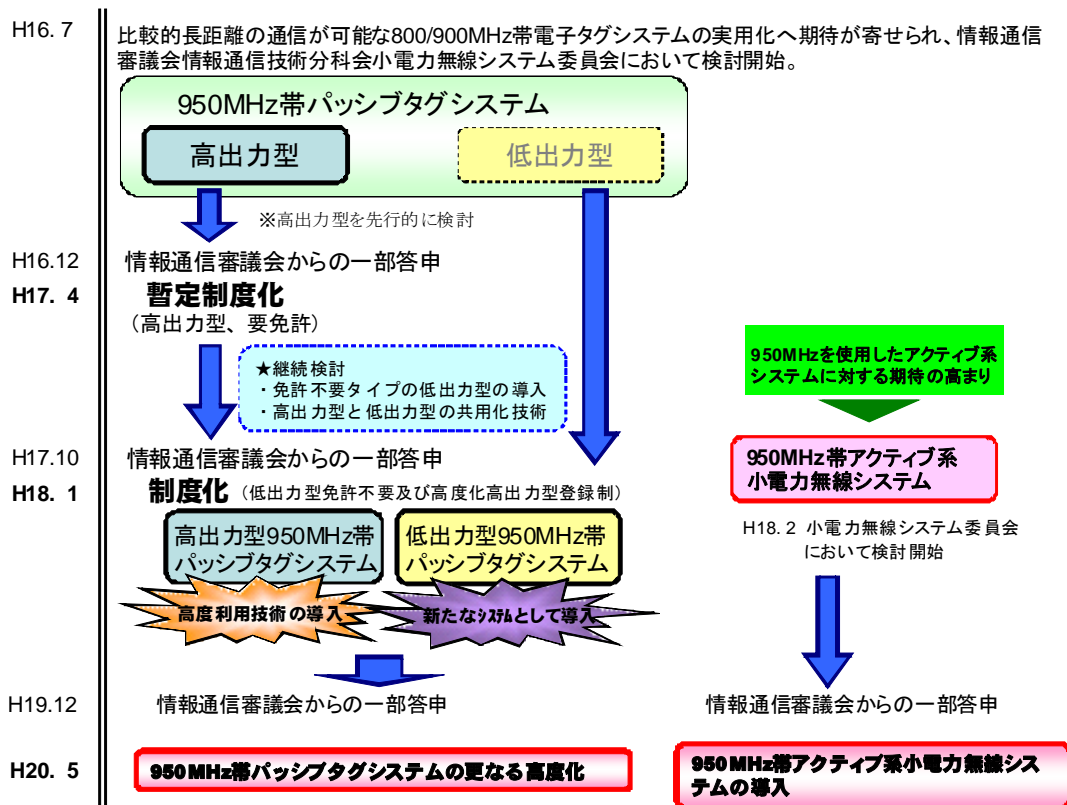 H16. 7
比較的長距離の通信が可能な800/900MHz帯電子タグシステムの実用化へ期待が寄せられ、情報通信
審議会情報通信技術分科会小電力無線システム委員会において検討開始。
950MHz帯パッシブタグシステム
高出力型
低出力型
※高出力型を先行的に検討
H16.12
情報通信審議会からの一部答申
H17. 4
暫定制度化
（高出力型、要免許）
★継続検討
・免許不要タイプの低出力型の導入
・高出力型と低出力型の共用化技術
950MHzを使用したアクティブ系
システムに対する期待の高まり
H17.10
情報通信審議会からの一部答申
950MHz帯アクティブ系
小電力無線システム
H18. 1
制度化（低出力型免許不要及び高度化高出力型登録制）
高出力型950MHz帯
パッシブタグシステム
低出力型950MHz帯
パッシブタグシステム
H18. 2 小電力無線システム委員会
において検討開始
高度利用技術の導入
新たなｼｽﾃﾑとして導入
H19.12
情報通信審議会からの一部答申
情報通信審議会からの一部答申
H20. 5
950MHz帯パッシブタグシステムの更なる高度化
950MHz帯アクティブ系小電力無線シス
テムの導入